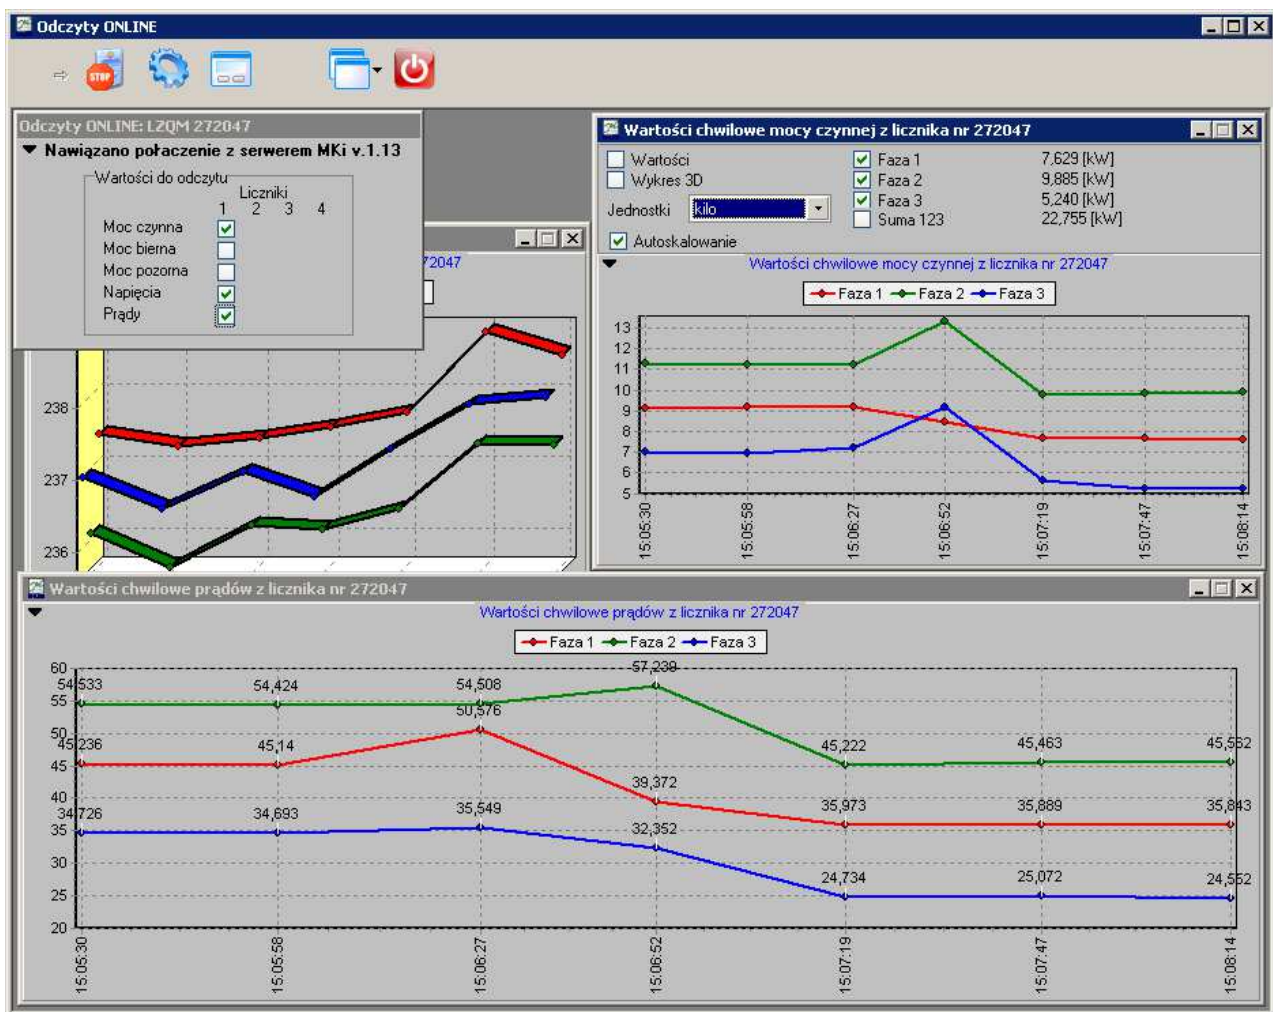 Odczyty ONLINE
STOP
Odczyty ONLINE: LZQM 272047
Nawiązano połaczenie z serwerem MKi v.1.13
Wartości do odczytu
Liczniki
1 2 3 4
Moc czynna
Moc bierna
Moc pozorna
Napięcia
Prądy
72047
238
237
236
Wartości chwilowe mocy czynnej z licznika nr 272047
Wartości
Wykres 3D
Jednostki kilo
Autoskalowanie
Faza 1 7,629 [kW]
Faza 2 9,885 [kW]
Faza 3 5,240 [kW]
Suma 123 22,755 [kW]
Wartości chwilowe mocy czynnej z licznika nr 272047
Faza 1 Faza 2 Faza 3
13
12
11
10
9
8
7
6
5
15:05:30 15:05:58 15:06:27 15:06:52 15:07:19 15:07:47 15:08:14
Wartości chwilowe prądów z licznika nr 272047
Wartości chwilowe prądów z licznika nr 272047
Faza 1 Faza 2 Faza 3
60
55
50
45
40
35
30
25
20
54,533 54,424 54,508 57,239 45,222 45,463
45,236 45,14 50,576 39,372 35,973 35,889 35,843
34,726 34,693 35,549 32,352 24,734 25,072
15:05:30 15:05:58 15:06:27 15:06:52 15:07:19 15:07:47 15:08:14